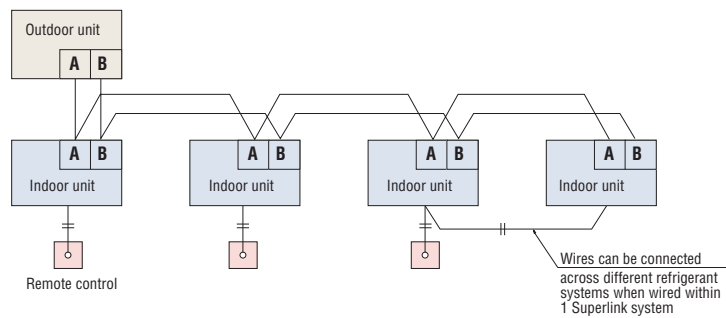 Outdoor unit
A B
A B
A B
A B
A B
Indoor unit
Indoor unit
Indoor unit
Indoor unit
Remote control
Wires can be connected
across different refrigerant
systems when wired within
1 Superlink system